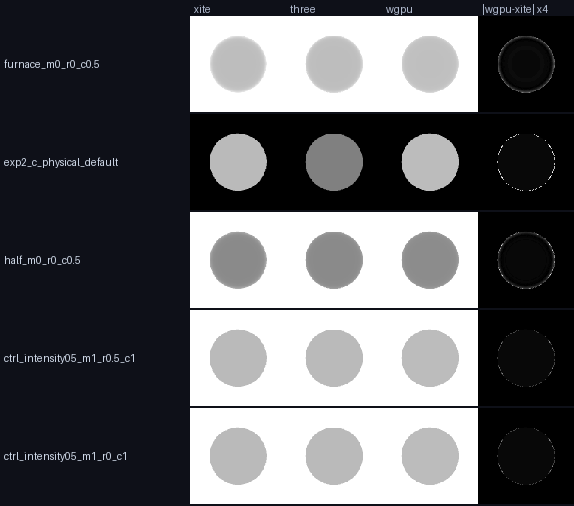 xite three wgpu |wgpu-xite| x4
furnace_m0_r0_c0.5
exp2_c_physical_default
half_m0_r0_c0.5
ctrl_intensity05_m1_r0.5_c1
ctrl_intensity05_m1_r0_c1